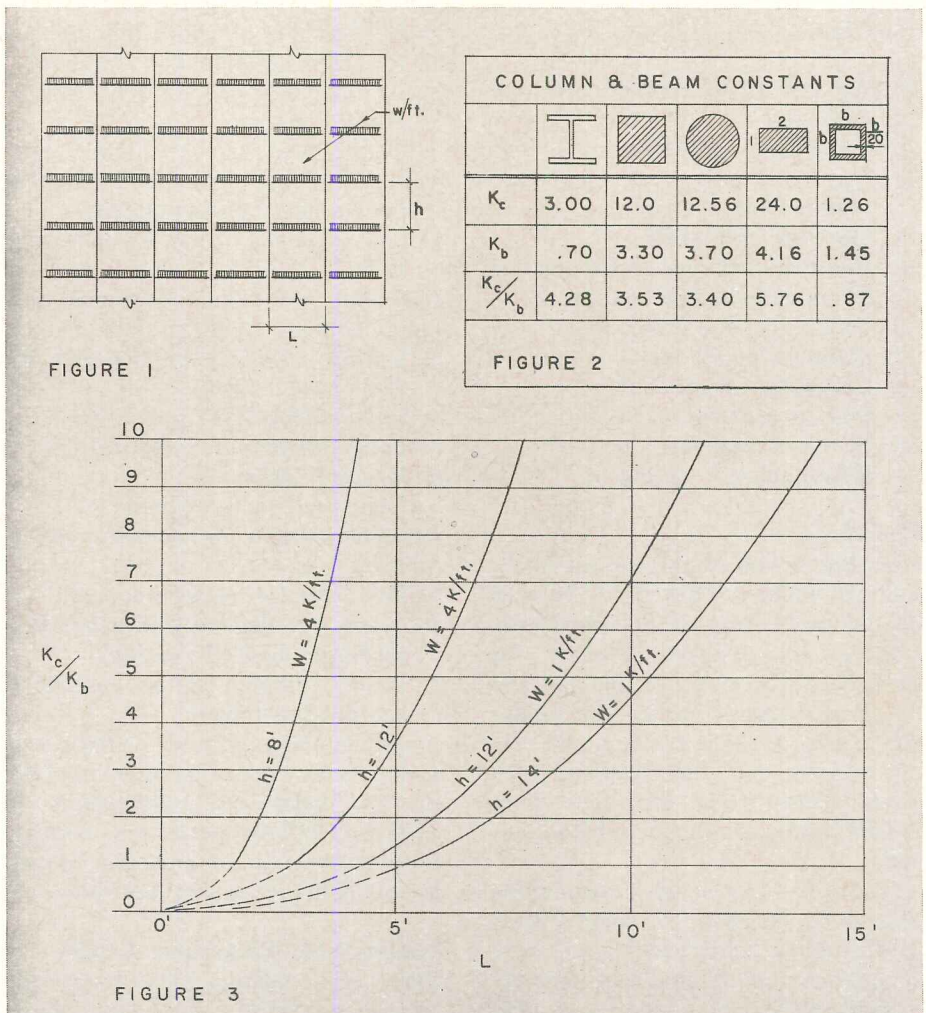 w/ft.
h
L
FIGURE 1
COLUMN & BEAM CONSTANTS
2
1
b
b
b/20
Kc 3.00 12.0 12.56 24.0 1.26
Kb .70 3.30 3.70 4.16 1.45
Kc/Kb 4.28 3.53 3.40 5.76 .87
FIGURE 2
10
9
8
7
6
5
4
3
2
1
0
Kc/Kb
h = 8' W = 4 K/ft.
h = 12' W = 4 K/ft.
h = 12' W = 1 K/ft.
h = 14' W = 1 K/ft.
0' 5' 10' 15'
L
FIGURE 3